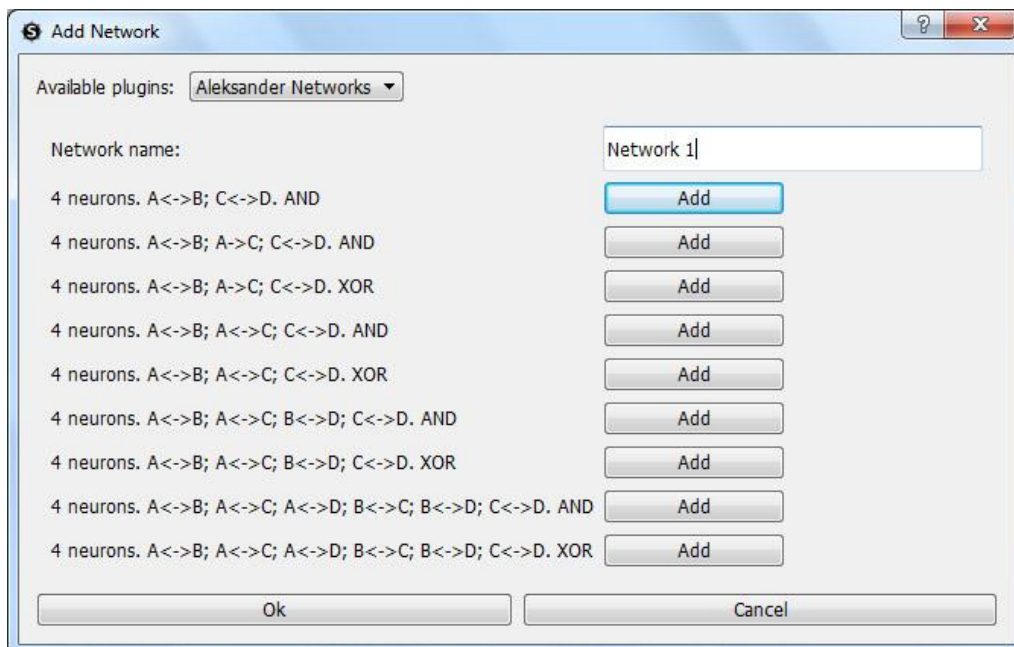 Add Network
Available plugins: Aleksander Networks
Network name: Network 1
4 neurons. A<->B; C<->D. AND Add
4 neurons. A<->B; A->C; C<->D. AND Add
4 neurons. A<->B; A->C; C<->D. XOR Add
4 neurons. A<->B; A<->C; C<->D. AND Add
4 neurons. A<->B; A<->C; C<->D. XOR Add
4 neurons. A<->B; A<->C; B<->D; C<->D. AND Add
4 neurons. A<->B; A<->C; B<->D; C<->D. XOR Add
4 neurons. A<->B; A<->C; A<->D; B<->C; B<->D; C<->D. AND Add
4 neurons. A<->B; A<->C; A<->D; B<->C; B<->D; C<->D. XOR Add
Ok Cancel